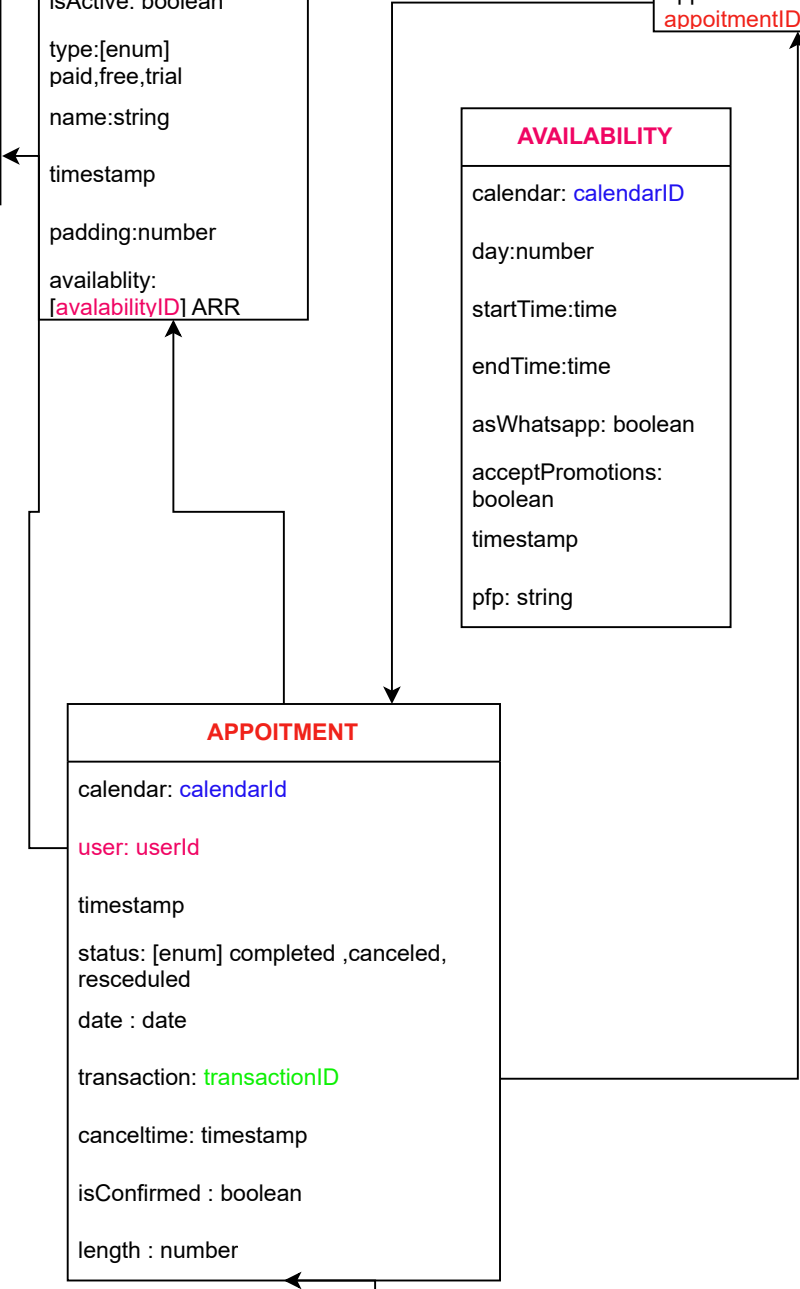 isActive: boolean
type:[enum]
paid,free,trial
name:string
timestamp
padding:number
availablity:
[avalabilityID] ARR
appoitmentID
AVAILABILITY
calendar: calendarID
day:number
startTime:time
endTime:time
asWhatsapp: boolean
acceptPromotions:
boolean
timestamp
pfp: string
APPOITMENT
calendar: calendarId
user: userId
timestamp
status: [enum] completed ,canceled,
resceduled
date : date
transaction: transactionID
canceltime: timestamp
isConfirmed : boolean
length : number